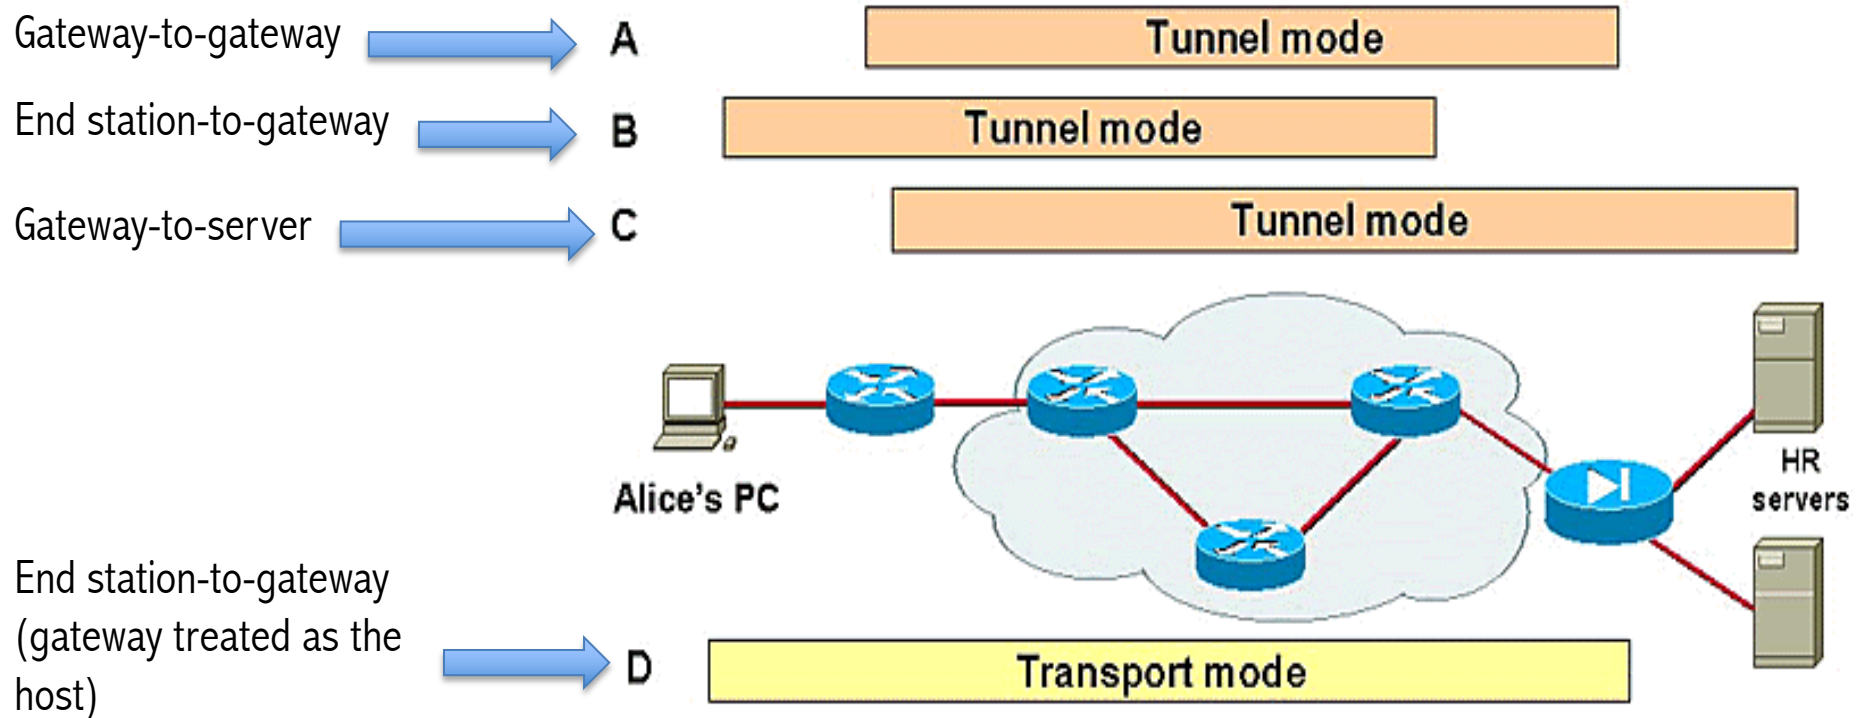 Gateway-to-gateway
A
Tunnel mode
End station-to-gateway
B
Tunnel mode
Gateway-to-server
C
Tunnel mode
Alice's PC
HR
servers
End station-to-gateway
(gateway treated as the
host)
D
Transport mode